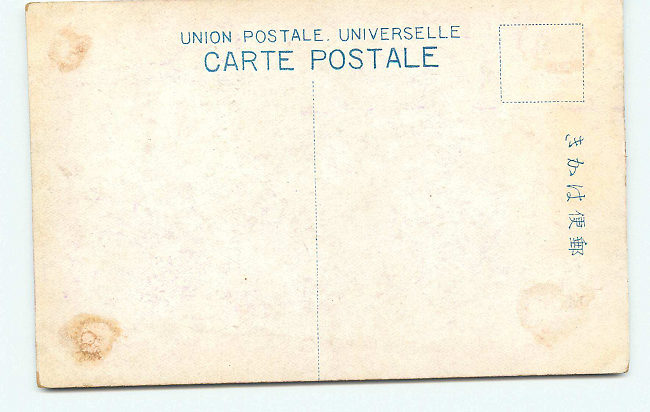 UNION POSTALE. UNIVERSELLE
CARTE POSTALE
郵便はかき